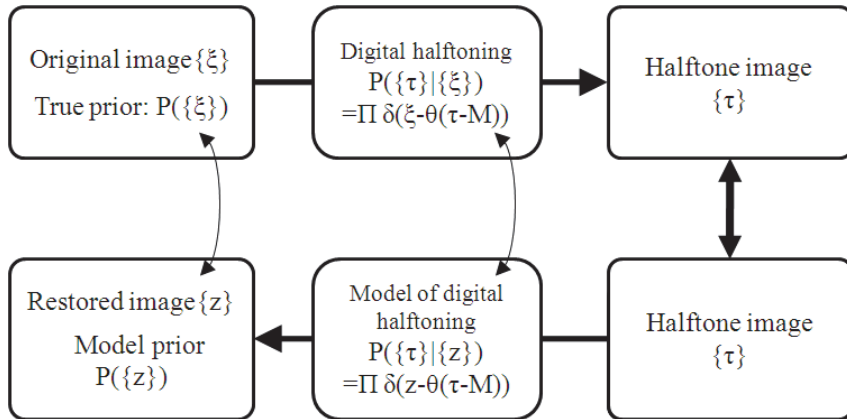 Original image{ξ}
True prior: P({ξ})
Digital halftoning
P({τ}|{ξ})
=Π δ(ξ-θ(τ-M))
Halftone image
{τ}
Restored image{z}
Model prior
P({z})
Model of digital
halftoning
P({τ}|{z})
=Π δ(z-θ(τ-M))
Halftone image
{τ}